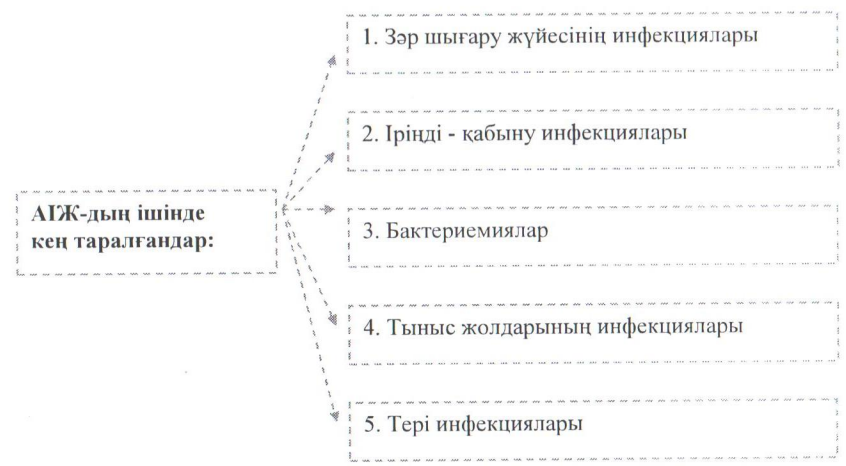 АІЖ-дың ішінде
кең таралғандар:
1. Зәр шығару жүйесінің инфекциялары
2. Іріңді - қабыну инфекциялары
3. Бактериемиялар
4. Тыныс жолдарының инфекциялары
5. Тері инфекциялары